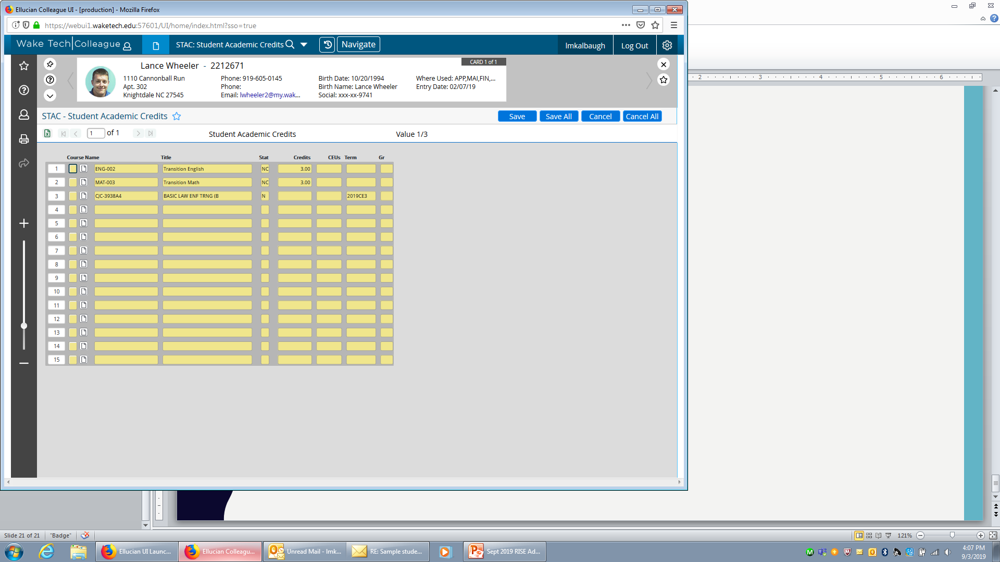 Ellucian Colleague UI - [production] - Mozilla Firefox
https://webui1.waketech.edu:57601/UI/home/index.html?sso=true
Wake Tech Colleague
STAC: Student Academic Credits
Navigate
lmkalbaugh
Log Out
CARD 1 of 1
Lance Wheeler - 2212671
1110 Cannonball Run
Apt. 302
Knightdale NC 27545
Phone: 919-605-0145
Phone:
Email: lwheeler2@my.wak...
Birth Date: 10/20/1994
Birth Name: Lance Wheeler
Social: xxx-xx-9741
Where Used: APP,MAI,FIN,...
Entry Date: 02/07/19
STAC - Student Academic Credits
Save Save All Cancel Cancel All
1 of 1
Student Academic Credits
Value 1/3
Course Name Title Stat Credits CEUs Term Gr
1 ENG-002 Transition English NC 3.00
2 MAT-003 Transition Math NC 3.00
3 CJC-3938A4 BASIC LAW ENF TRNG (B N 2019CE3
4
5
6
7
8
9
10
11
12
13
14
15
2 3 4 5 6
Slide 21 of 21 "Badge"
121%
Ellucian UI Launc...
Ellucian Colleagu...
Unread Mail - lmk...
RE: Sample stude...
Sept 2019 RISE Ad...
4:07 PM
9/3/2019